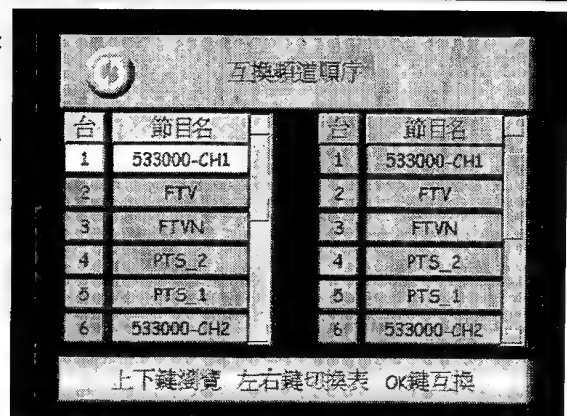 互換頻道順序
台 節目名 台 節目名
1 533000-CH1 1 533000-CH1
2 FTV 2 FTV
3 FTVN 3 FTVN
4 PTS_2 4 PTS_2
5 PTS_1 5 PTS_1
6 533000-CH2 6 533000-CH2
上下鍵瀏覽 左右鍵切換表 OK鍵互換